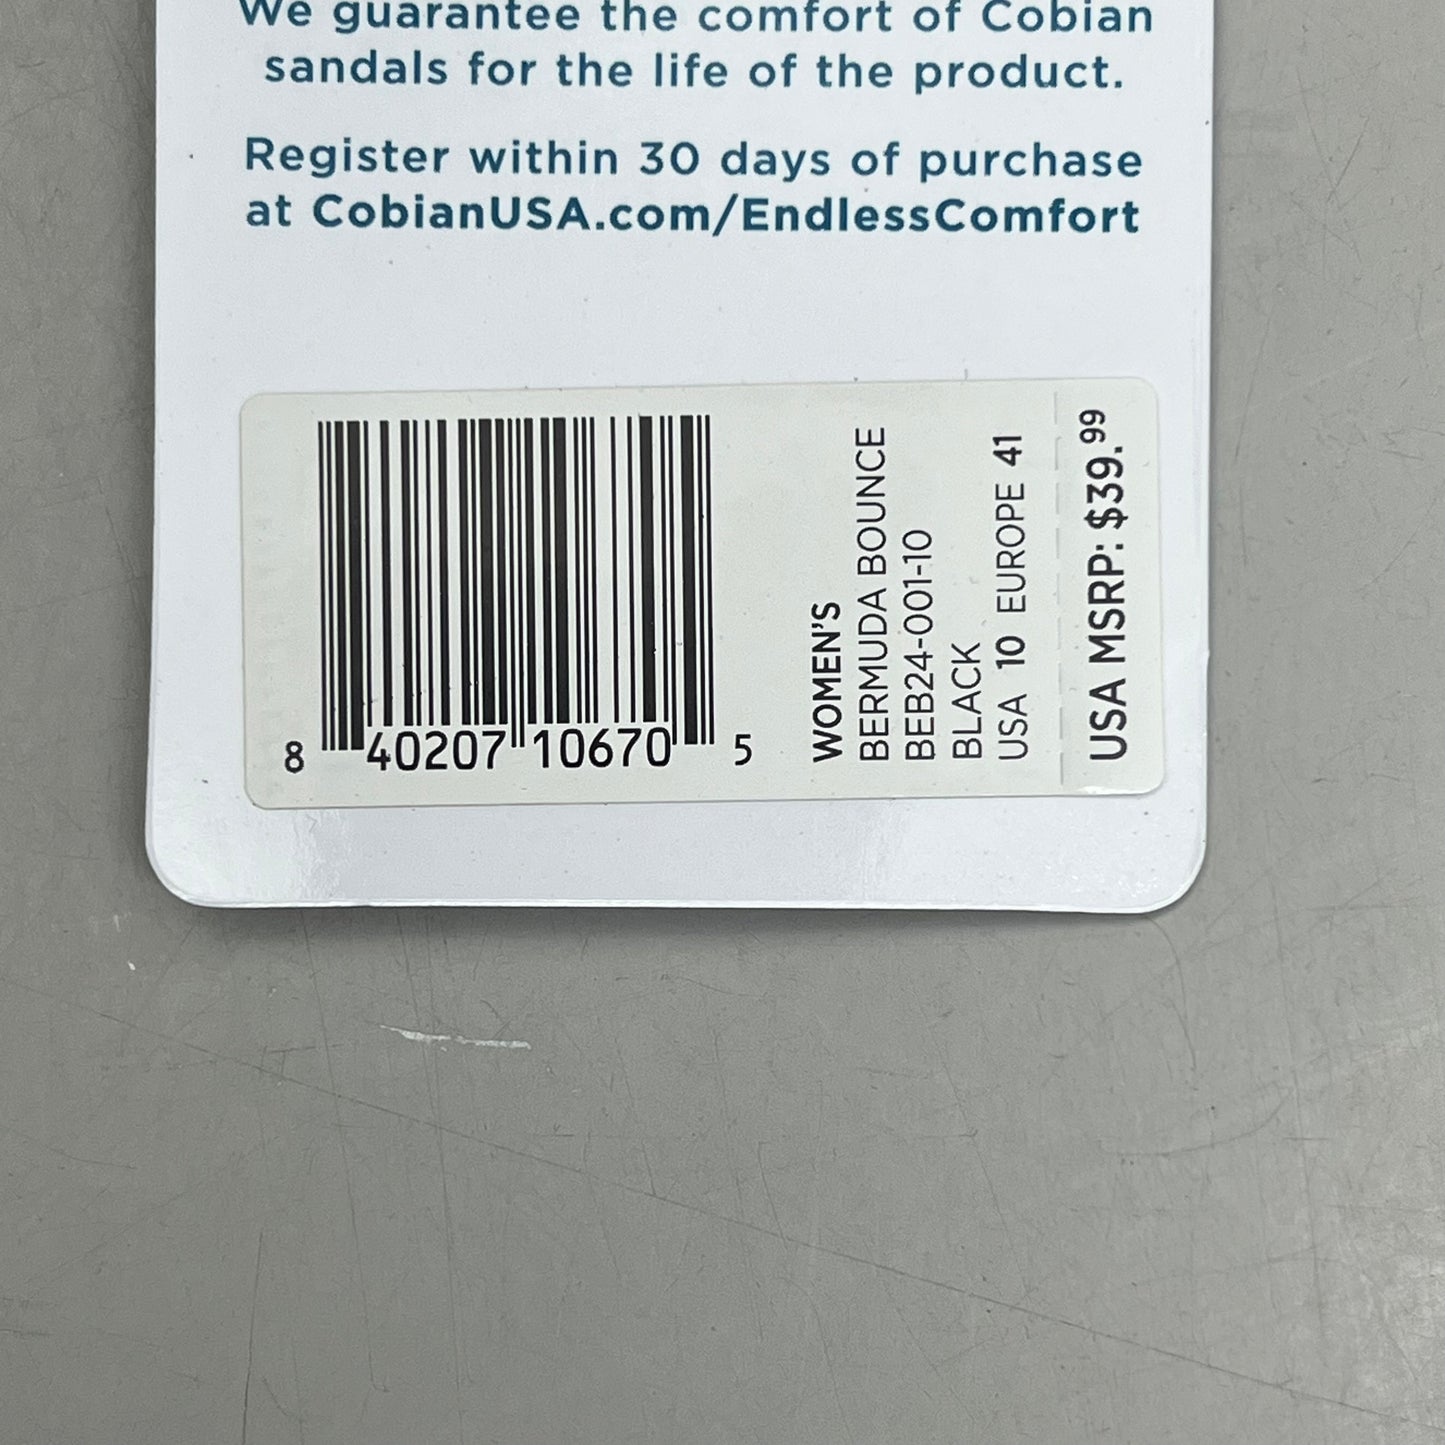 We guarantee the comfort of Cobian
sandals for the life of the product.
Register within 30 days of purchase
at CobianUSA.com/EndlessComfort
8 40207 10670 5
WOMEN'S
BERMUDA BOUNCE
BEB24-001-10
BLACK
USA 10 EUROPE 41
USA MSRP: $39.99